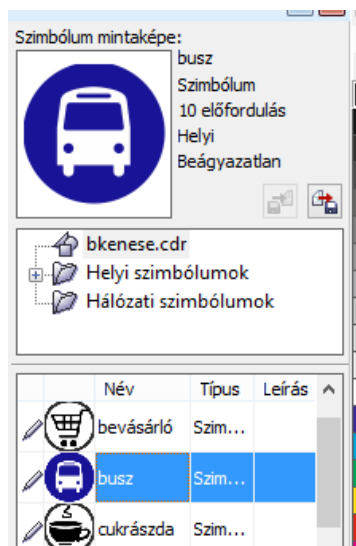 Szimbólum mintaképe:
busz
Szimbólum
10 előfordulás
Helyi
Beágyazatlan
bkenese.cdr
Helyi szimbólumok
Hálózati szimbólumok
Név Típus Leírás
bevásárló Szim...
busz Szim...
cukrászda Szim...